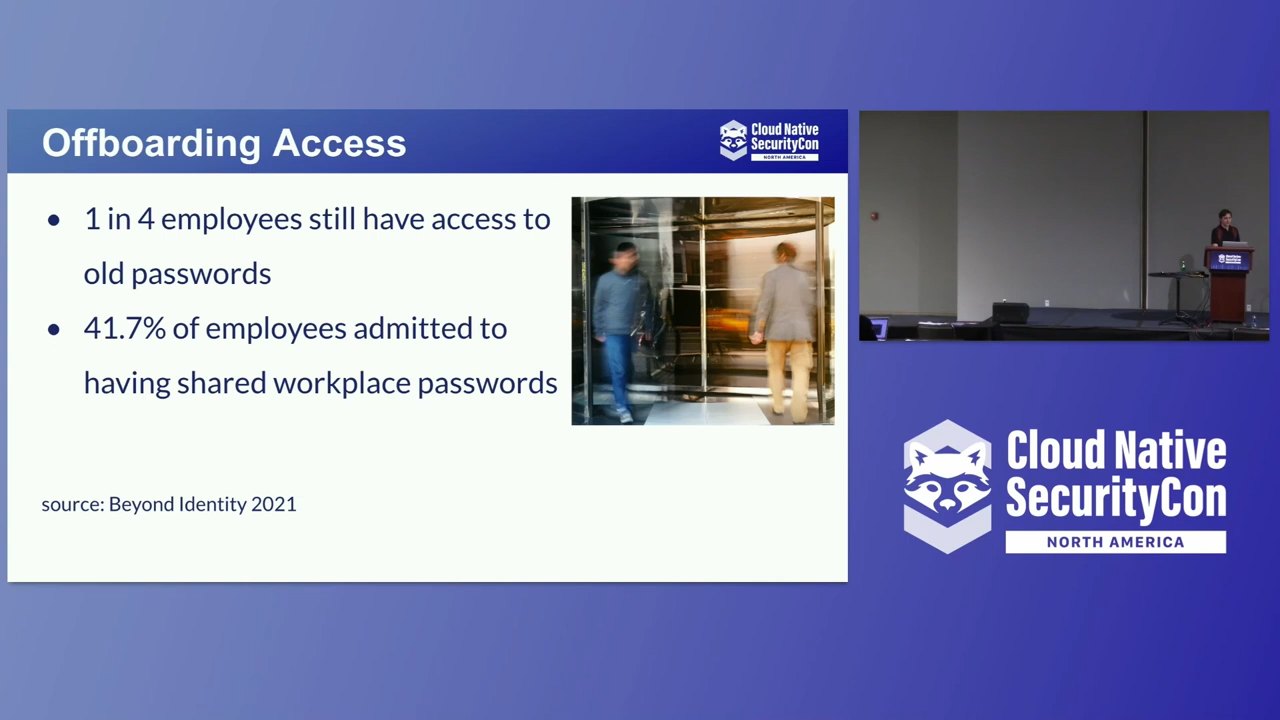 Offboarding Access
Cloud Native
SecurityCon
NORTH AMERICA
• 1 in 4 employees still have access to
old passwords
• 41.7% of employees admitted to
having shared workplace passwords
source: Beyond Identity 2021
Cloud Native
SecurityCon
NORTH AMERICA